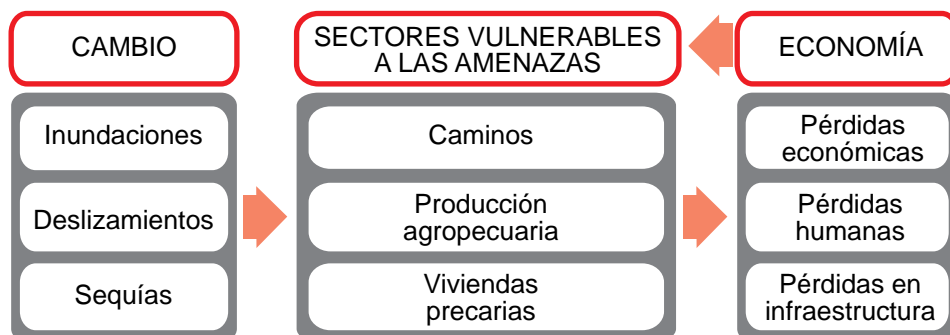 CAMBIO
SECTORES VULNERABLES
A LAS AMENAZAS
ECONOMÍA
Inundaciones
Deslizamientos
Sequías
Caminos
Producción
agropecuaria
Viviendas
precarias
Pérdidas
económicas
Pérdidas
humanas
Pérdidas en
infraestructura